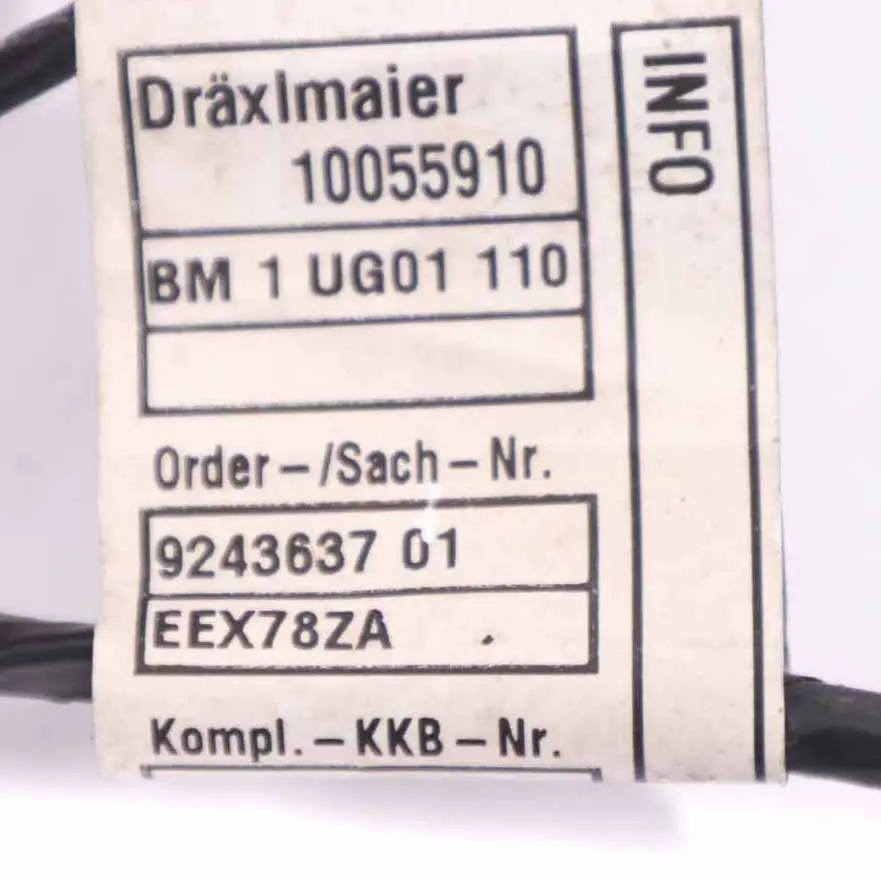 Dräxlmaier
10055910
BM 1 UG01 110
Order-/Sach-Nr.
9243637 01
EEX78ZA .
Kompl.-KKB-Nr.
INFO